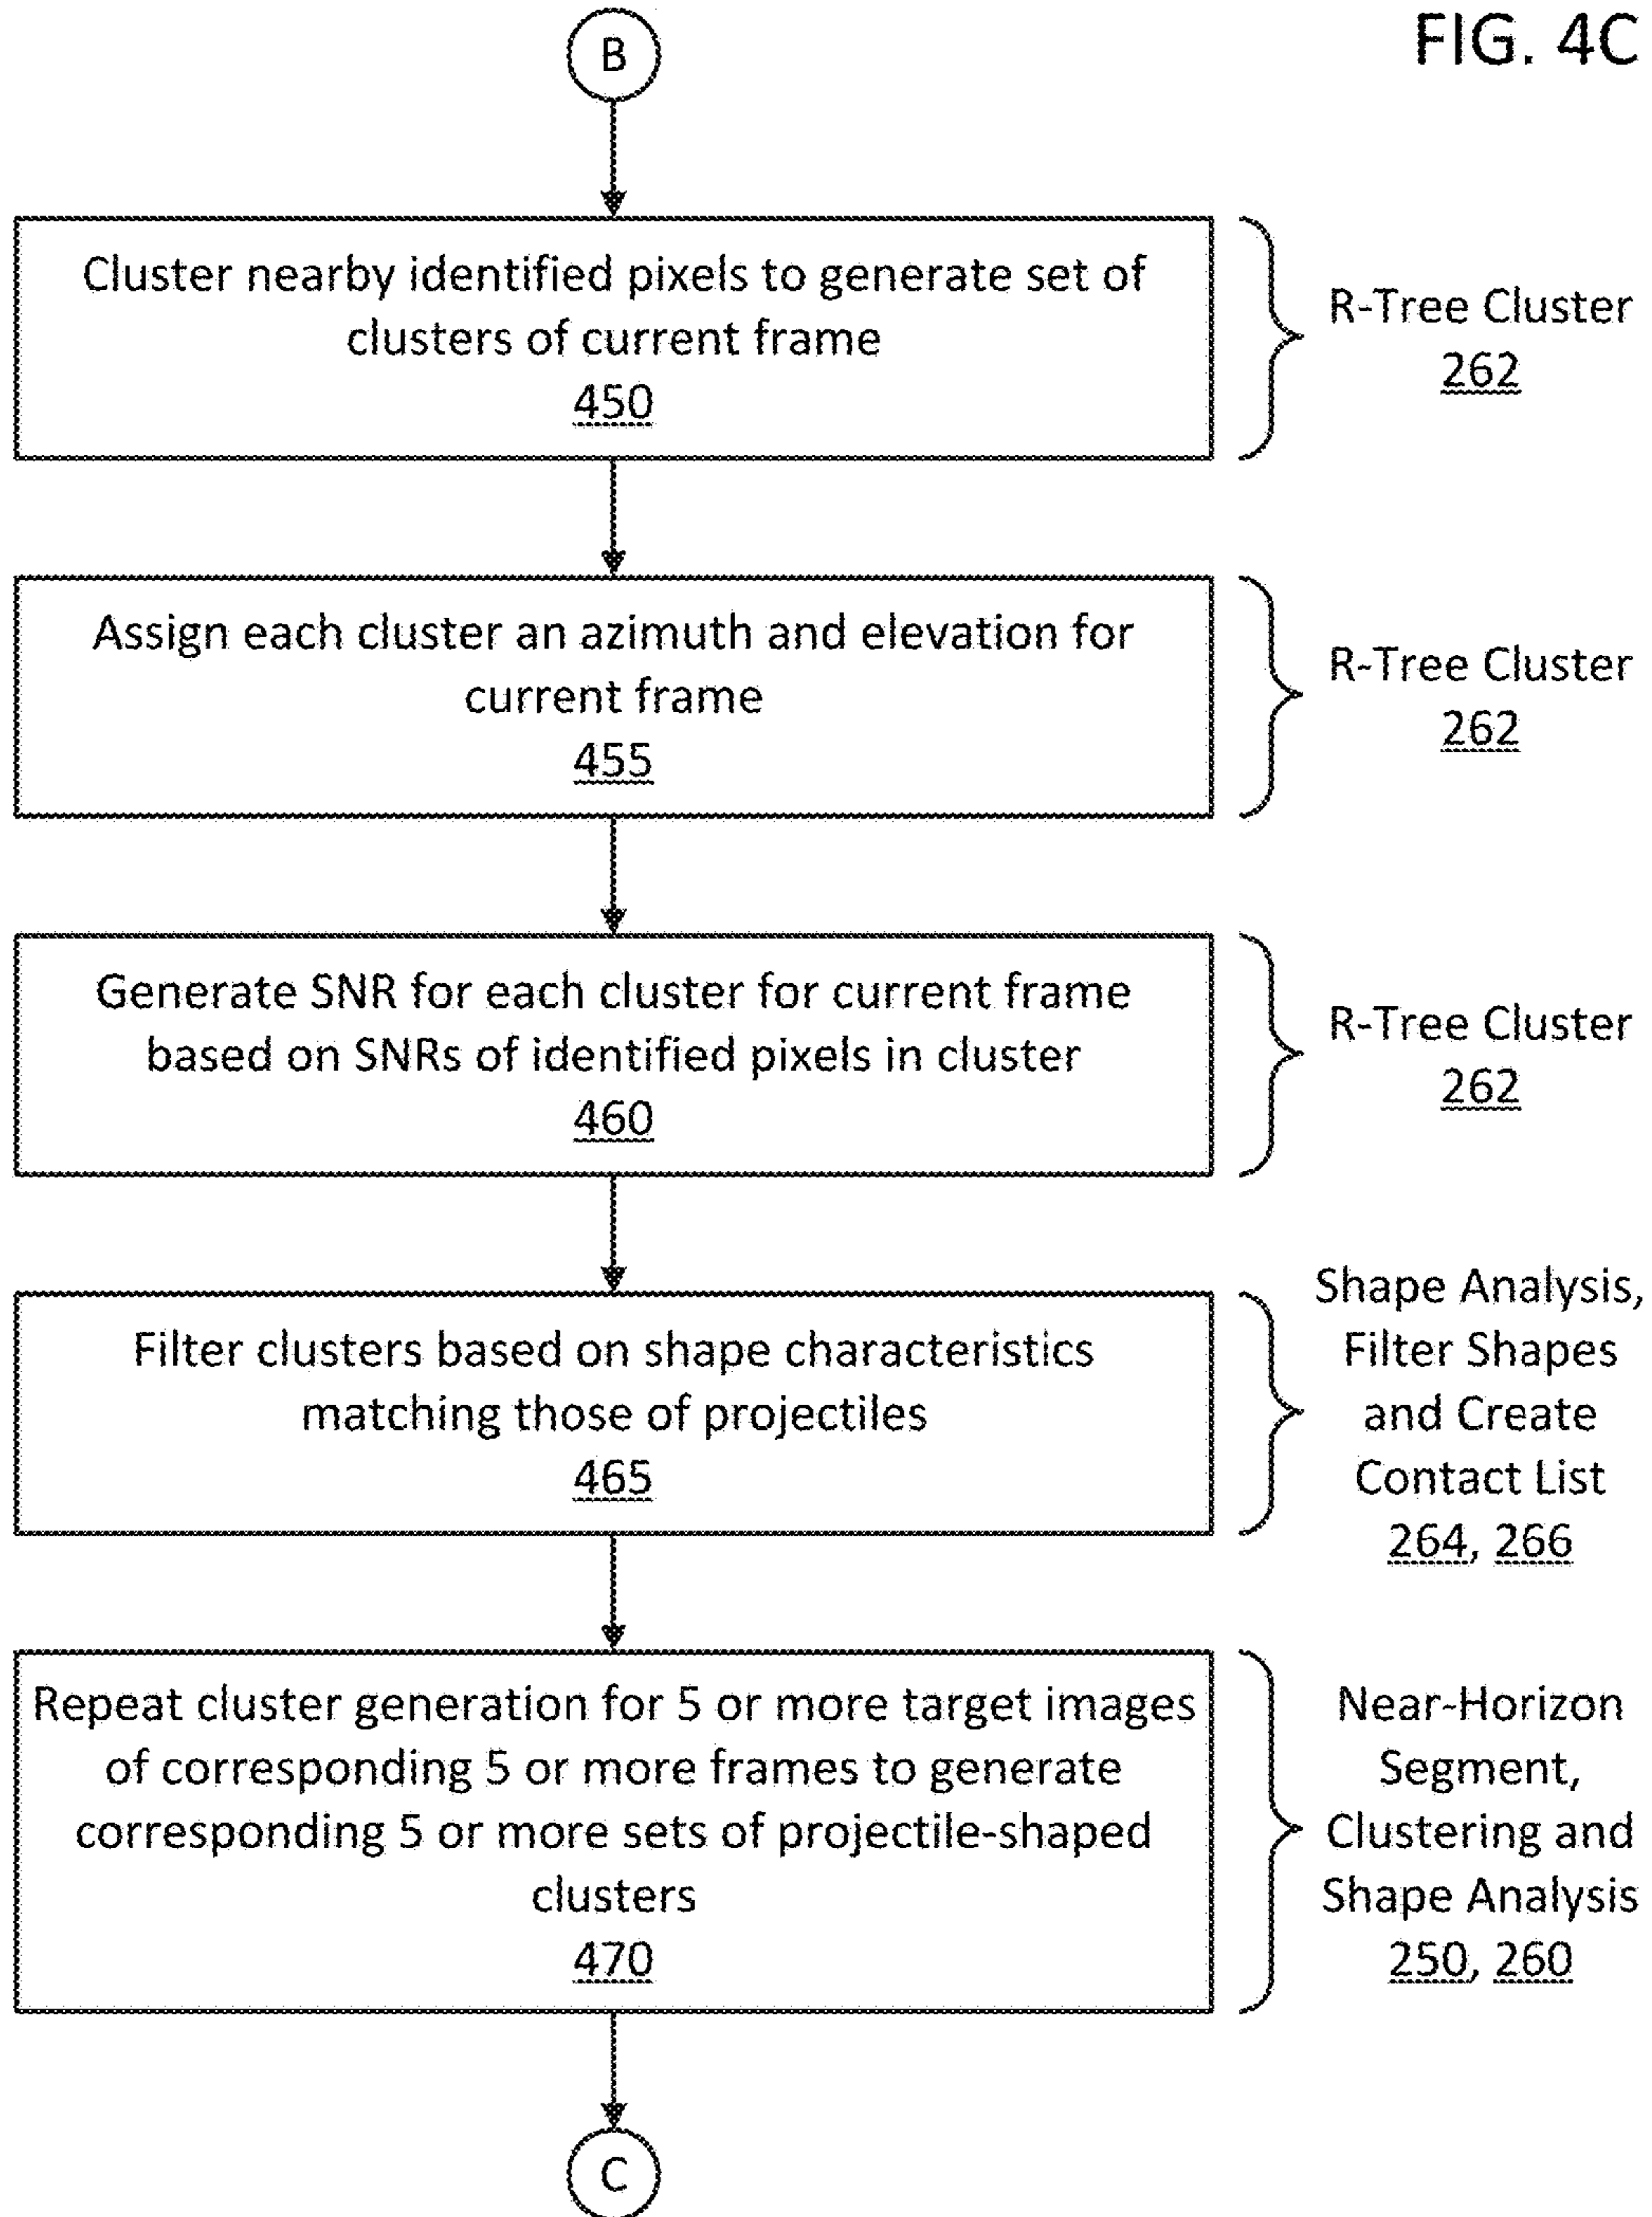 FIG. 4C
B
Cluster nearby identified pixels to generate set of
clusters of current frame
450
R-Tree Cluster
262
Assign each cluster an azimuth and elevation for
current frame
455
R-Tree Cluster
262
Generate SNR for each cluster for current frame
based on SNRs of identified pixels in cluster
460
R-Tree Cluster
262
Filter clusters based on shape characteristics
matching those of projectiles
465
Shape Analysis,
Filter Shapes
and Create
Contact List
264, 266
Repeat cluster generation for 5 or more target images
of corresponding 5 or more frames to generate
corresponding 5 or more sets of projectile-shaped
clusters
470
Near-Horizon
Segment,
Clustering and
Shape Analysis
250, 260
C